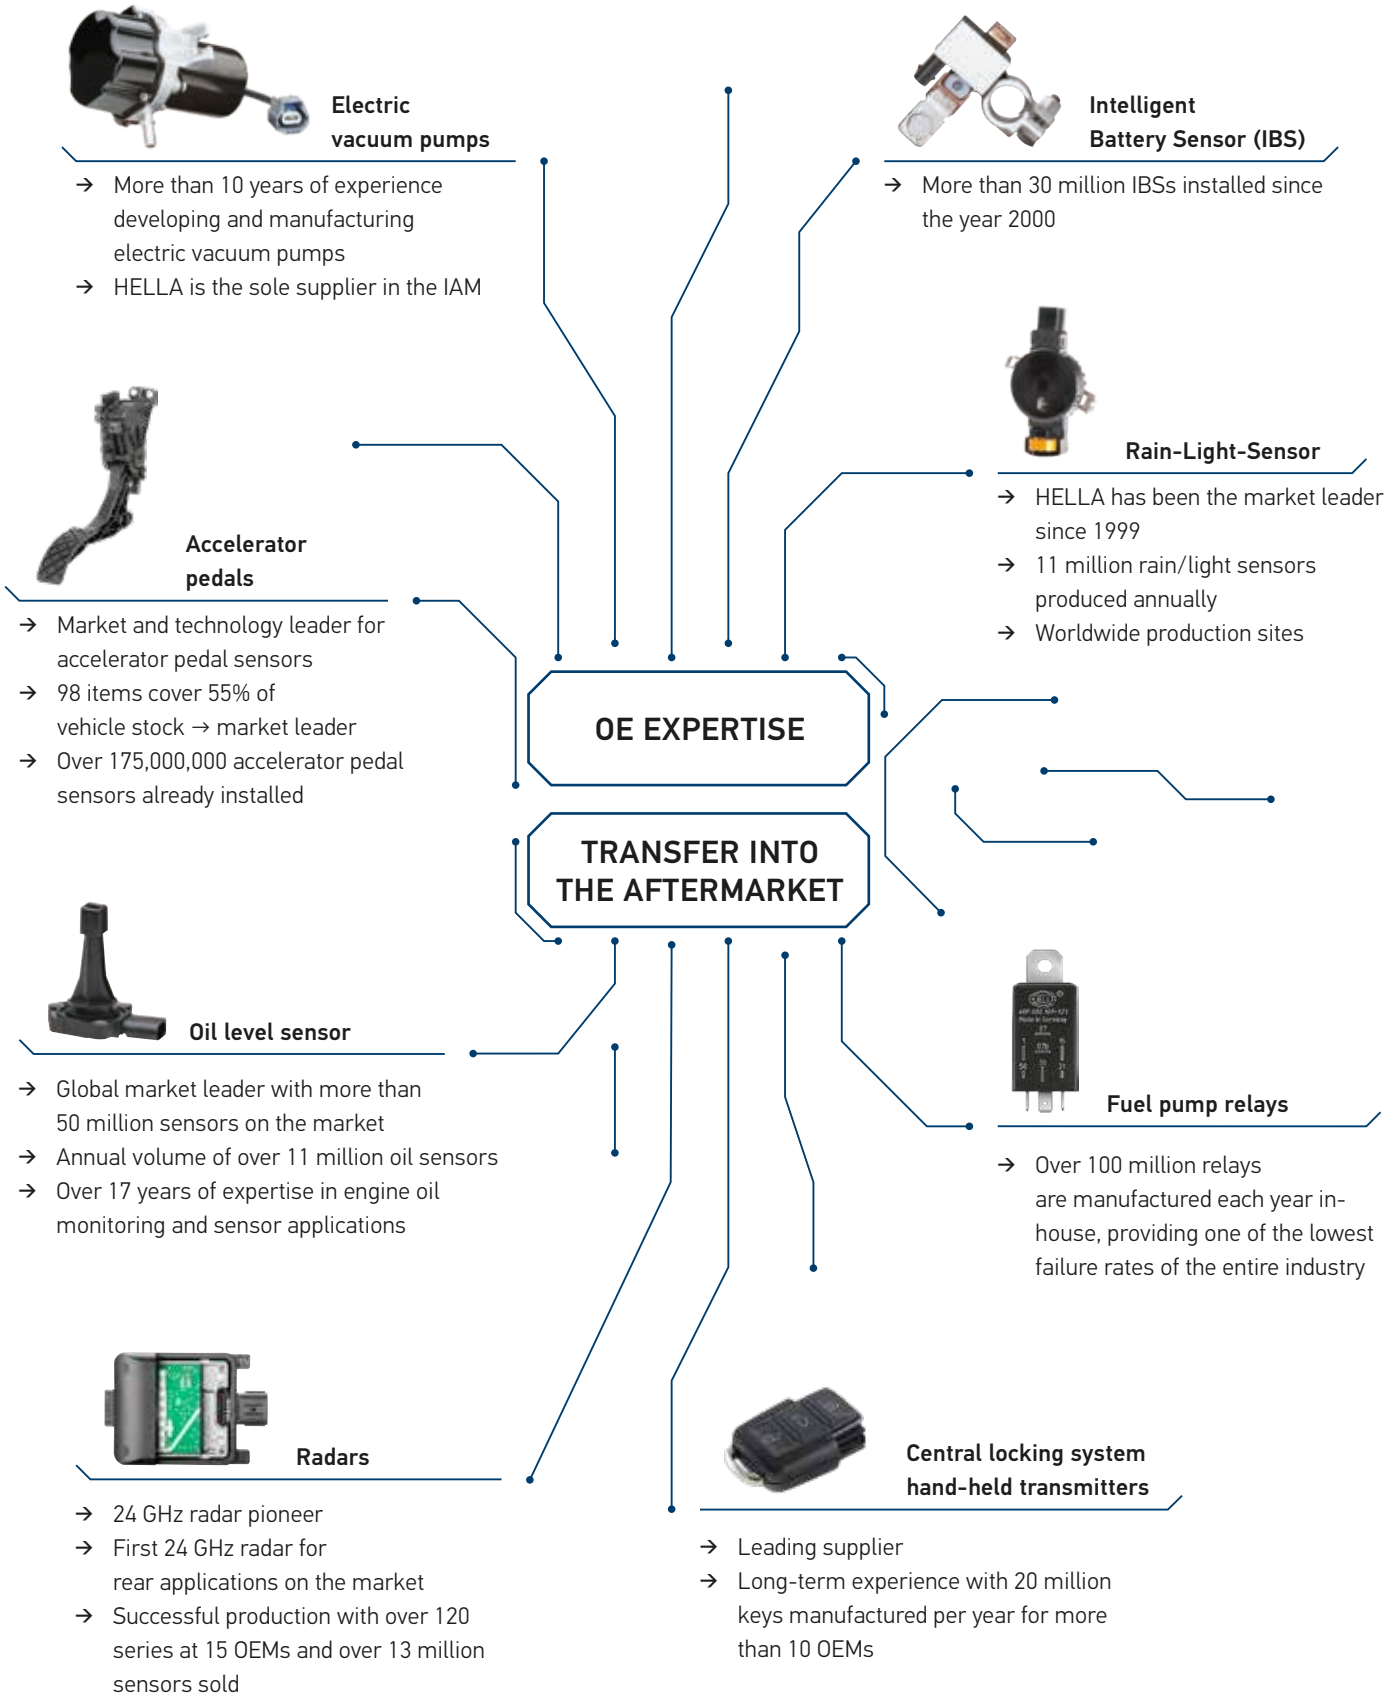 Electric
vacuum pumps
→ More than 10 years of experience
developing and manufacturing
electric vacuum pumps
→ HELLA is the sole supplier in the IAM
Intelligent
Battery Sensor (IBS)
→ More than 30 million IBSs installed since
the year 2000
Rain-Light-Sensor
→ HELLA has been the market leader
since 1999
→ 11 million rain/light sensors
produced annually
→ Worldwide production sites
Accelerator
pedals
→ Market and technology leader for
accelerator pedal sensors
→ 98 items cover 55% of
vehicle stock → market leader
→ Over 175,000,000 accelerator pedal
sensors already installed
OE EXPERTISE
TRANSFER INTO
THE AFTERMARKET
Oil level sensor
→ Global market leader with more than
50 million sensors on the market
→ Annual volume of over 11 million oil sensors
→ Over 17 years of expertise in engine oil
monitoring and sensor applications
HELLA
Made in Germany
Fuel pump relays
→ Over 100 million relays
are manufactured each year in-
house, providing one of the lowest
failure rates of the entire industry
Radars
→ 24 GHz radar pioneer
→ First 24 GHz radar for
rear applications on the market
→ Successful production with over 120
series at 15 OEMs and over 13 million
sensors sold
Central locking system
hand-held transmitters
→ Leading supplier
→ Long-term experience with 20 million
keys manufactured per year for more
than 10 OEMs